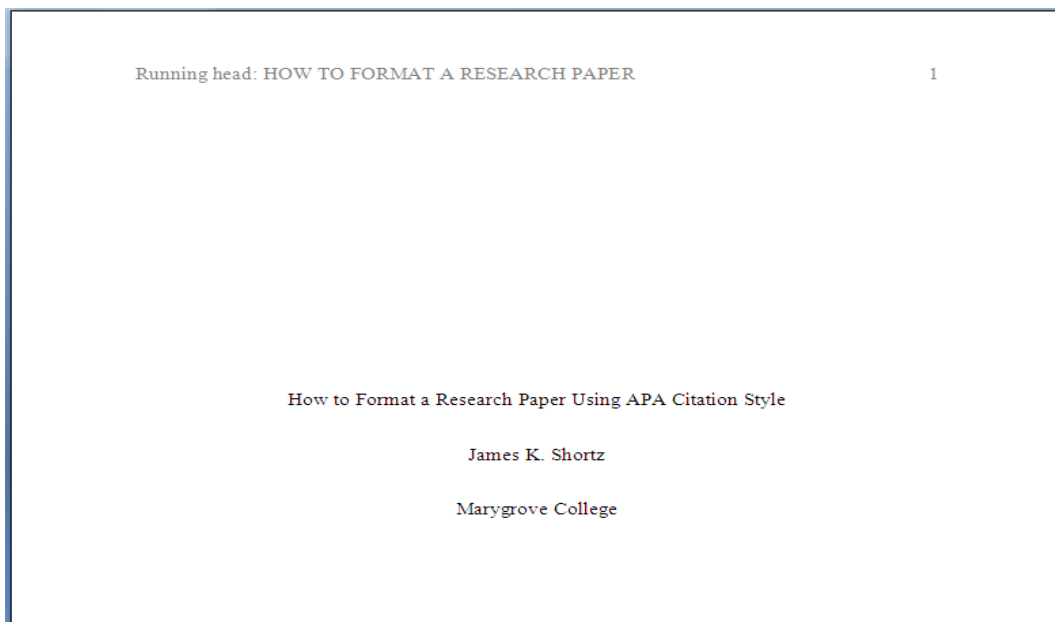 Running head: HOW TO FORMAT A RESEARCH PAPER 1
How to Format a Research Paper Using APA Citation Style
James K. Shortz
Marygrove College